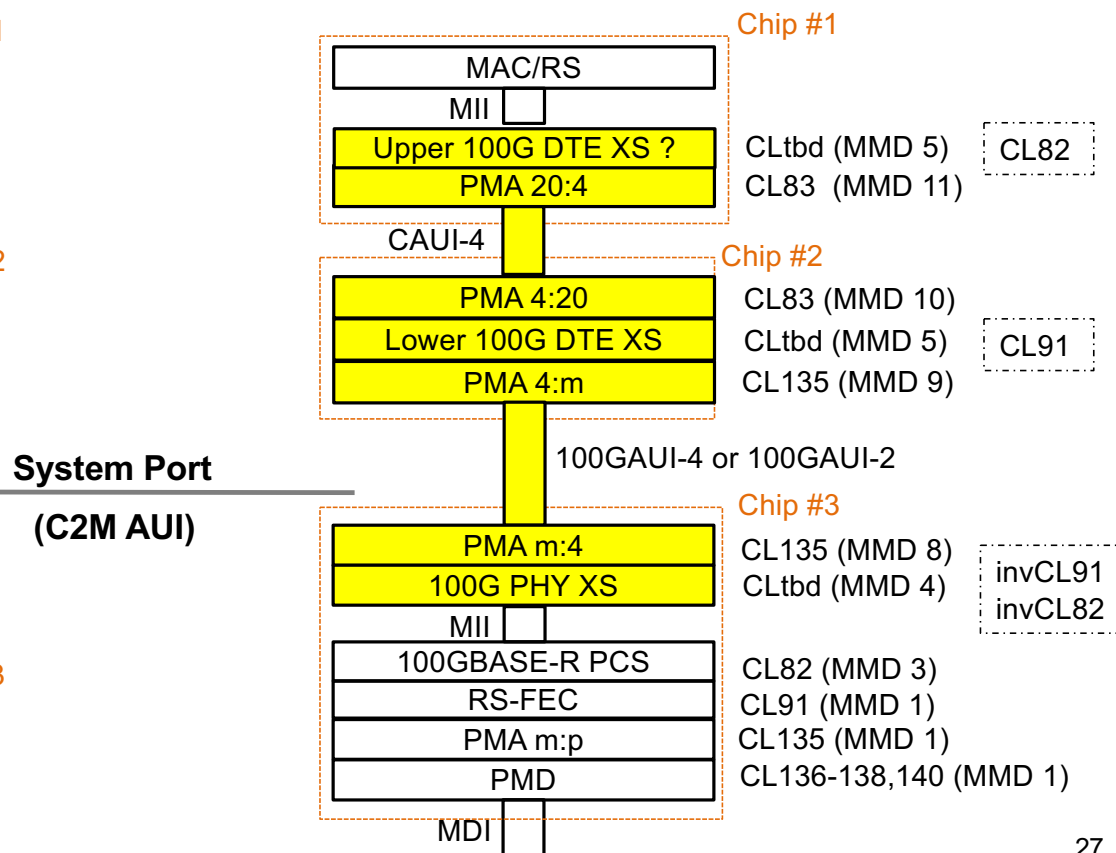 Chip #1
MAC/RS
MII
Upper 100G DTE XS ? CLtbd (MMD 5) CL82
PMA 20:4 CL83 (MMD 11)
CAUI-4
2
Chip #2
PMA 4:20 CL83 (MMD 10)
Lower 100G DTE XS CLtbd (MMD 5) CL91
PMA 4:m CL135 (MMD 9)
100GAUI-4 or 100GAUI-2
System Port
(C2M AUI)
Chip #3
PMA m:4 CL135 (MMD 8)
100G PHY XS CLtbd (MMD 4)
invCL91
invCL82
MII
100GBASE-R PCS CL82 (MMD 3)
3
RS-FEC CL91 (MMD 1)
PMA m:p CL135 (MMD 1)
PMD CL136-138,140 (MMD 1)
MDI
27